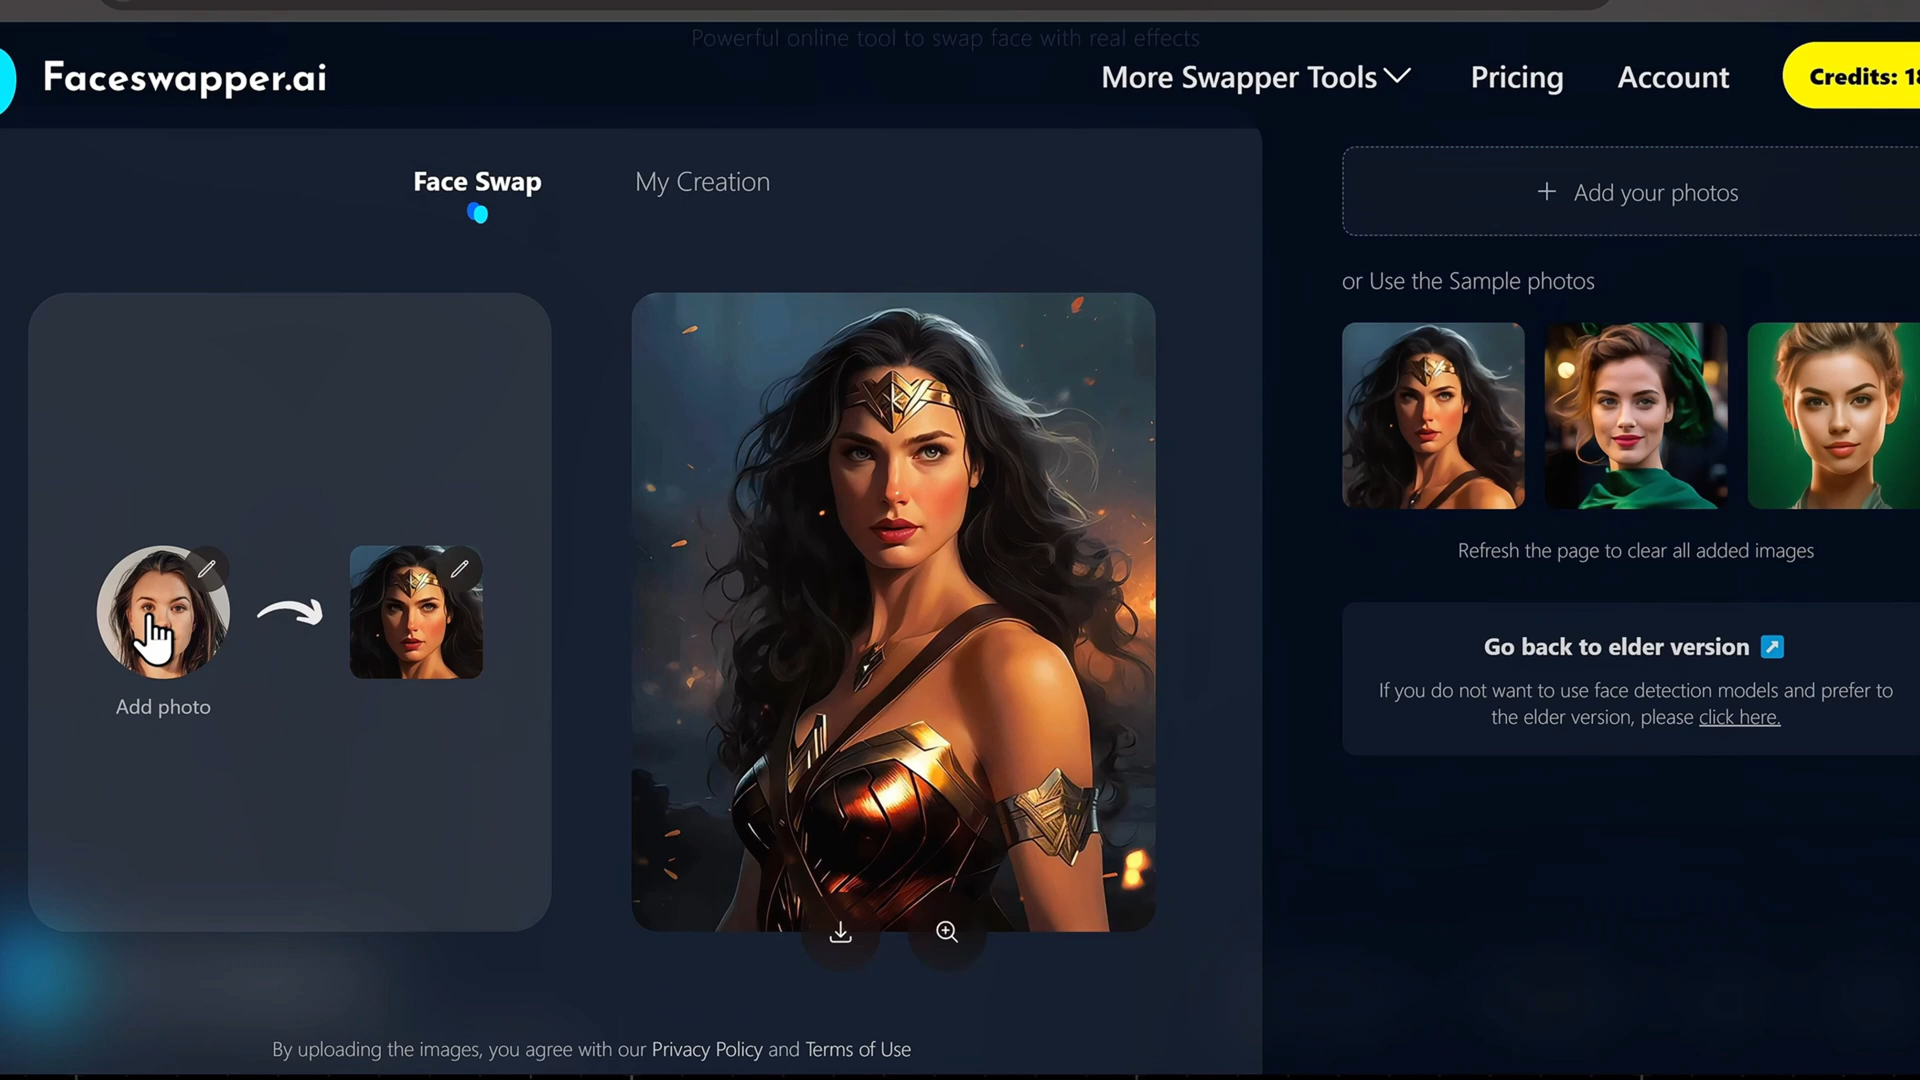 Powerful online tool to swap face with real effects
Faceswapper.ai
More Swapper Tools
Pricing
Account
Credits: 18
Face Swap
My Creation
+ Add your photos
or Use the Sample photos
Refresh the page to clear all added images
Add photo
Go back to elder version
If you do not want to use face detection models and prefer to
the elder version, please click here.
By uploading the images, you agree with our Privacy Policy and Terms of Use